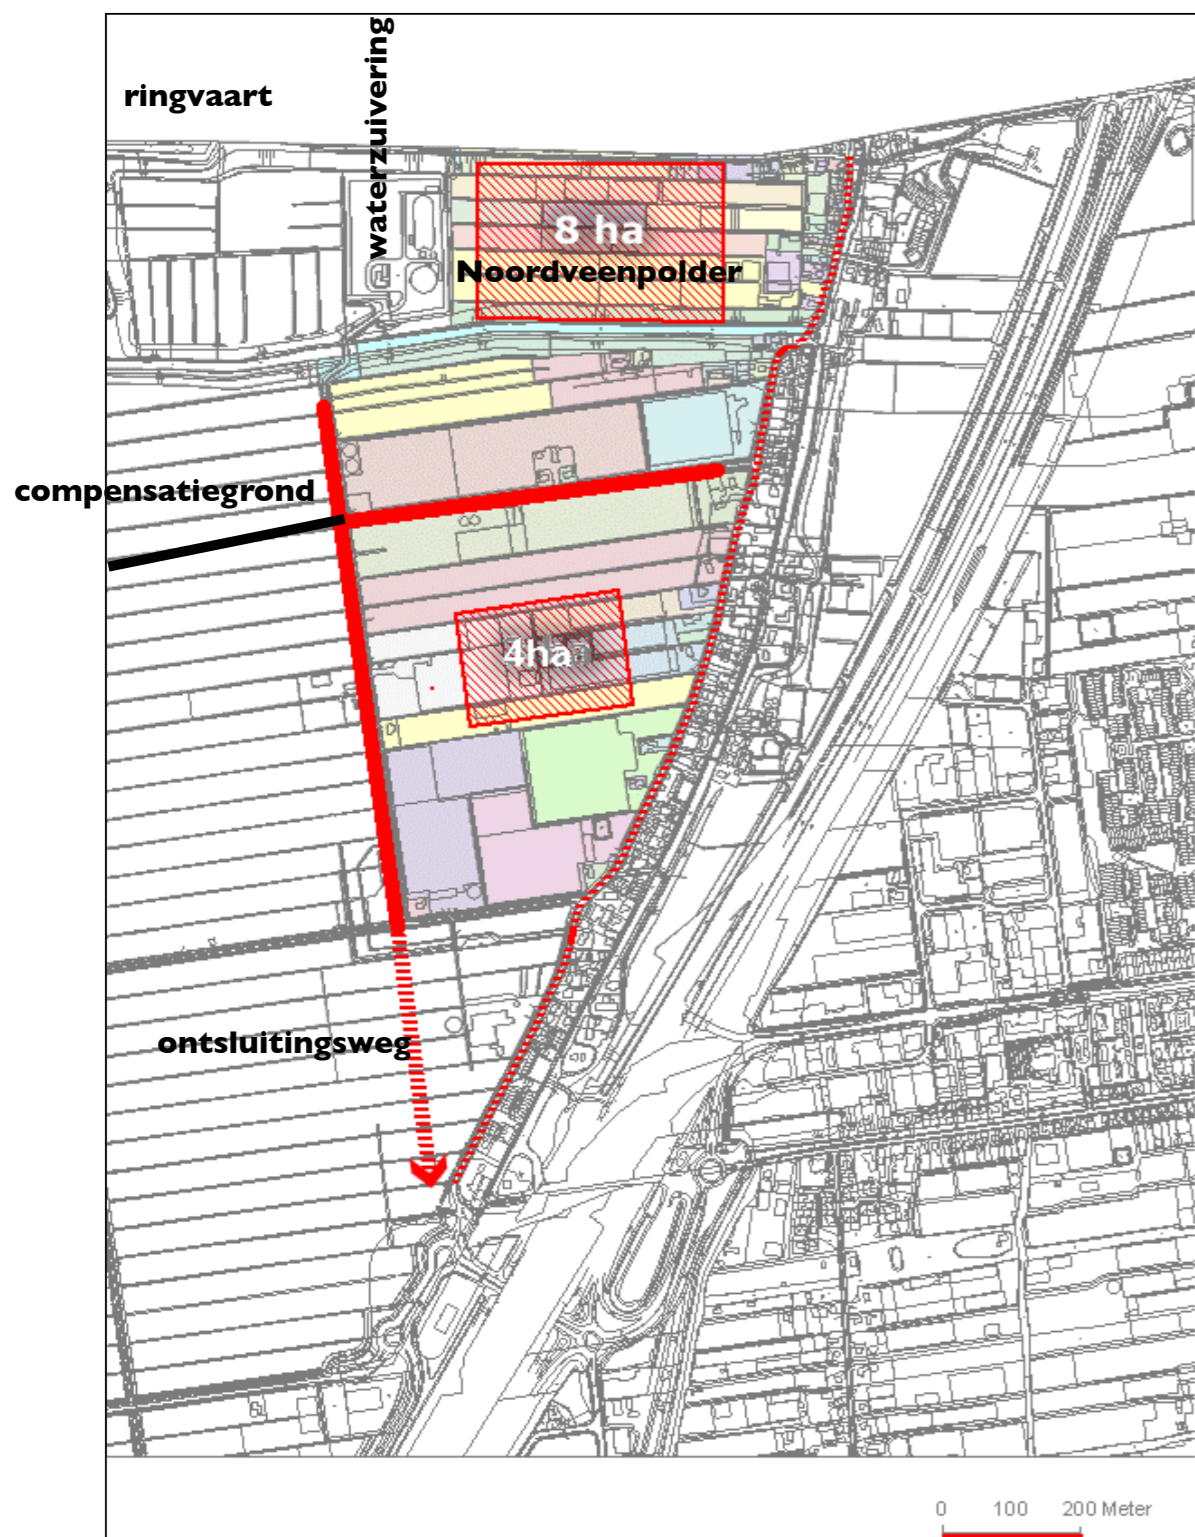 waterzuivering
ringvaart
8 ha
Noordveenpolder
compensatiegrond
4ha
ontsluitingsweg
0 100 200 Meter